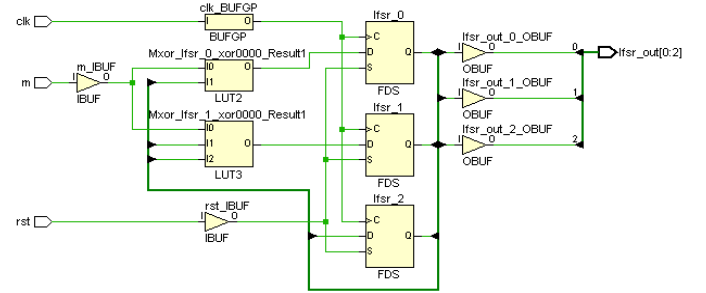 clk_BUFGP
lfsr_0
clk
I
O
BUFGP
C
lfsr_out_0_OBUF
0
lfsr_out[0:2]
Mxor_lfsr_0_xor0000_Result1
D
Q
I
O
OBUF
m_IBUF
I0
O
S
m
I
O
I1
FDS
lfsr_out_1_OBUF
1
IBUF
LUT2
I
O
lfsr_1
OBUF
Mxor_lfsr_1_xor0000_Result1
I0
C
lfsr_out_2_OBUF
2
I1
O
D
Q
I
O
I2
S
OBUF
LUT3
FDS
lfsr_2
rst_IBUF
rst
I
O
C
IBUF
D
Q
S
FDS